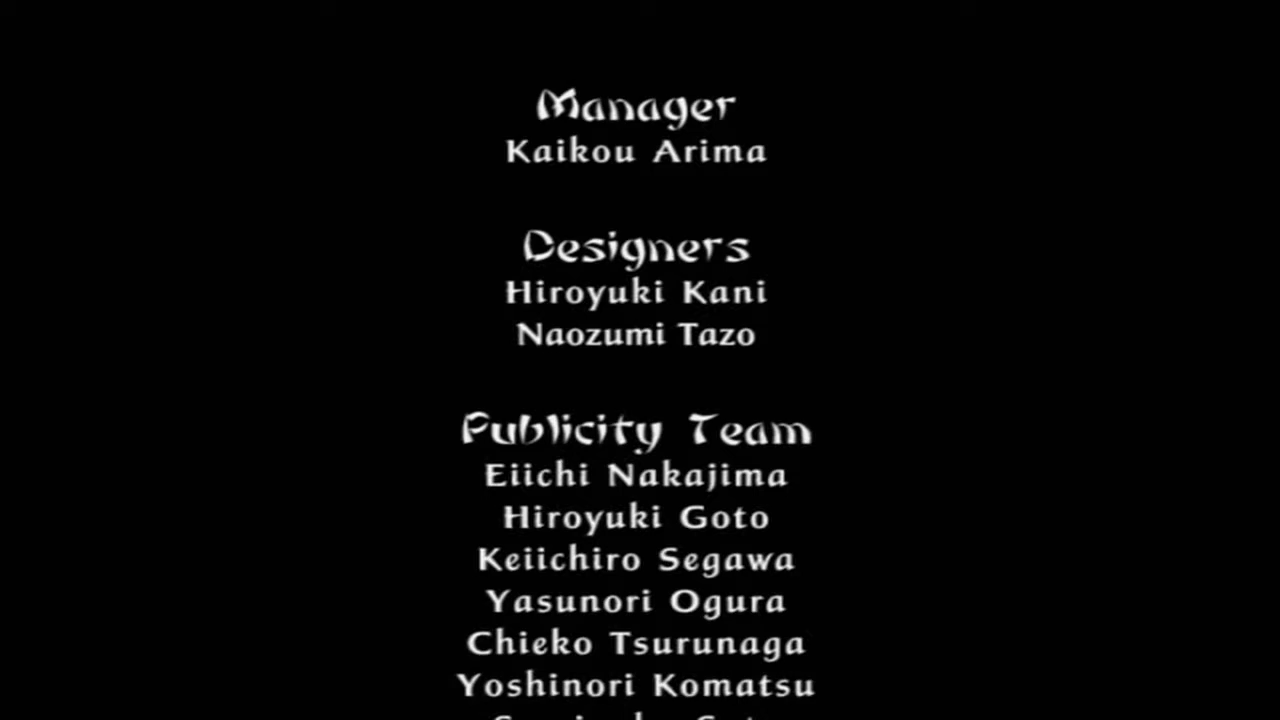 Manager
Kaikou Arima
Designers
Hiroyuki Kani
Naozumi Tazo
Publicity Team
Eiichi Nakajima
Hiroyuki Goto
Keiichiro Segawa
Yasunori Ogura
Chieko Tsurunaga
Yoshinori Komatsu